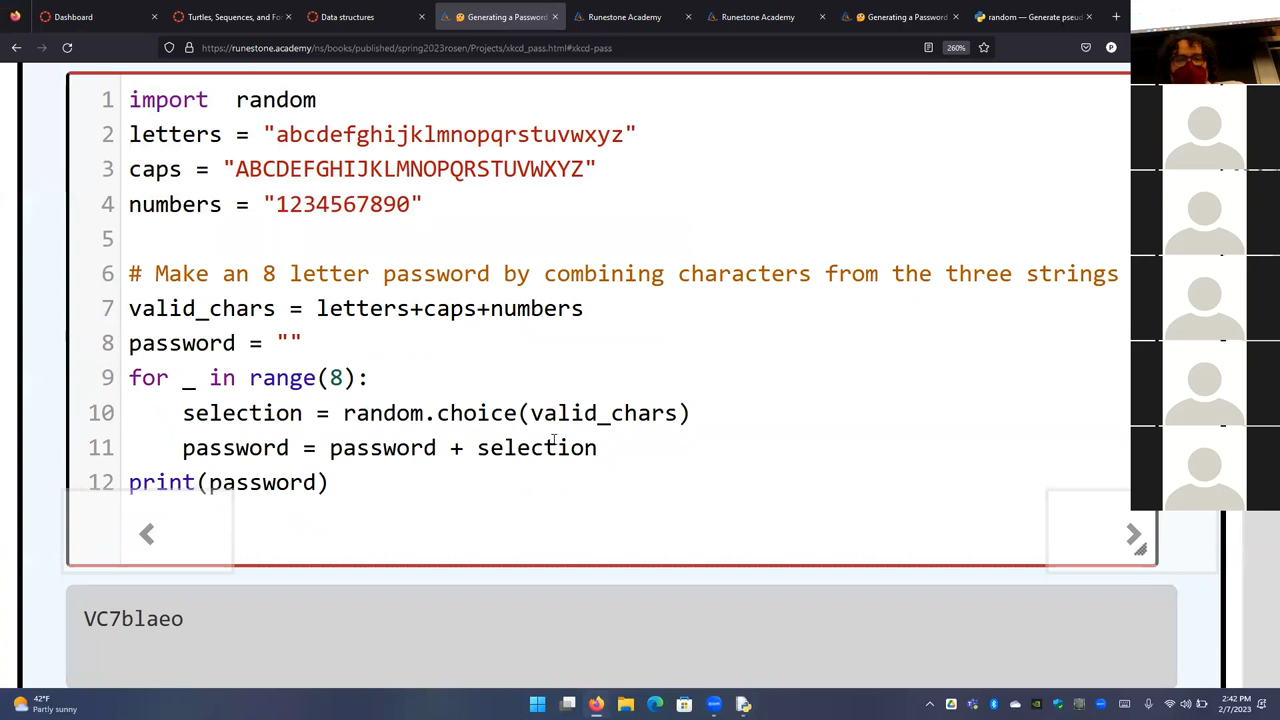 Dashboard
Turtles, Sequences, and For
Data structures
Generating a Password
Runestone Academy
Runestone Academy
Generating a Password
random — Generate pseud
https://runestone.academy/ns/books/published/spring2023rosen/Projects/xkcd_pass.html#xkcd-pass
260%
P
1 import  random
2 letters = "abcdefghijklmnopqrstuvwxyz"
3 caps = "ABCDEFGHIJKLMNOPQRSTUVWXYZ"
4 numbers = "1234567890"
5
6 # Make an 8 letter password by combining characters from the three strings
7 valid_chars = letters+caps+numbers
8 password = ""
9 for _ in range(8):
10     selection = random.choice(valid_chars)
11     password = password + selection
12 print(password)
VC7blaeo
42°F
Partly sunny
2:42 PM
2/7/2023